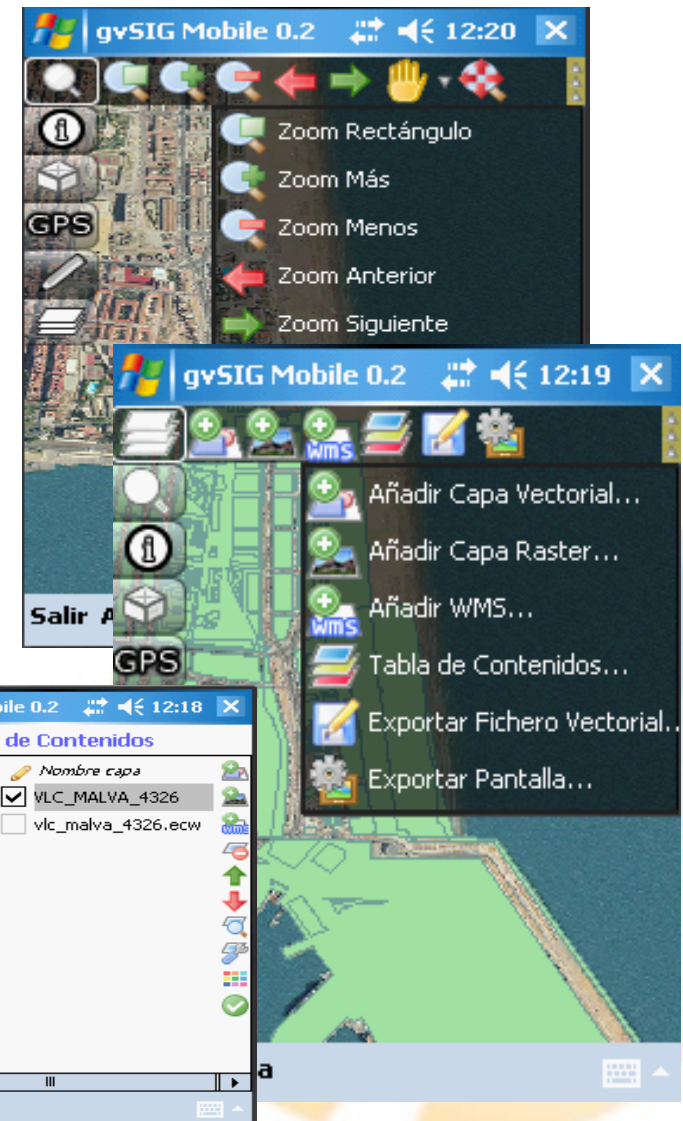 gvSIG Mobile 0.2 12:20
GPS
Zoom Rectángulo
Zoom Más
Zoom Menos
Zoom Anterior
Zoom Siguiente
Salir
gvSIG Mobile 0.2 12:19
wms
GPS
Añadir Capa Vectorial...
Añadir Capa Raster...
wms Añadir WMS...
Tabla de Contenidos...
Exportar Fichero Vectorial..
Exportar Pantalla...
a
bile 0.2 12:18
de Contenidos
Nombre capa
VLC_MALVA_4326
vlc_malva_4326.ecw
wms